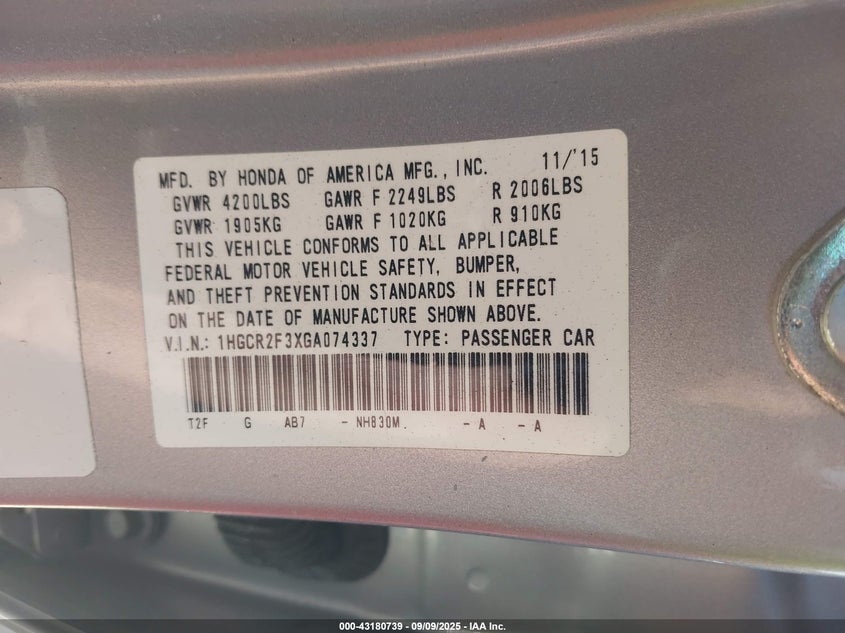 MFD. BY HONDA OF AMERICA MFG., INC. 11/'15
GVWR 4200LBS GAWR F 2249LBS R 2006LBS
GVWR 1905KG GAWR F 1020KG R 910KG
THIS VEHICLE CONFORMS TO ALL APPLICABLE
FEDERAL MOTOR VEHICLE SAFETY, BUMPER,
AND THEFT PREVENTION STANDARDS IN EFFECT
ON THE DATE OF MANUFACTURE SHOWN ABOVE.
V.I.N.: 1HGCR2F3XGA074337 TYPE: PASSENGER CAR
T2F G AB7 - NH830M - A - A
000-43180739 - 09/09/2025 - IAA Inc.